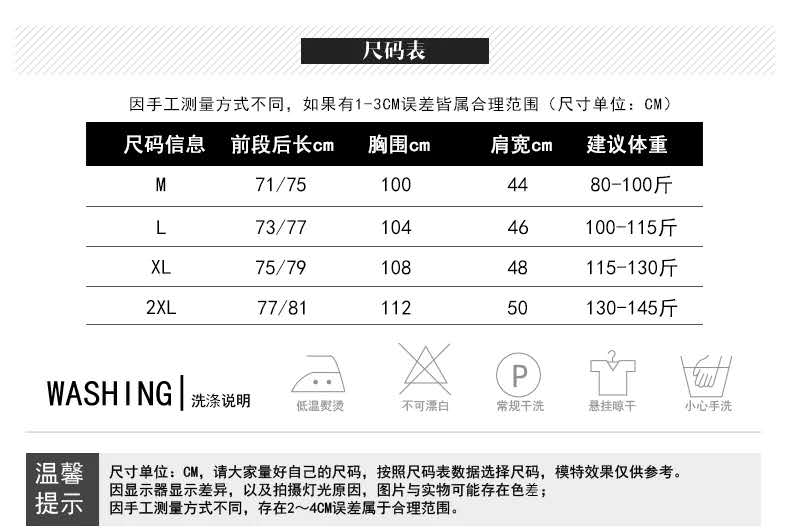 尺码表
因手工测量方式不同，如果有1-3CM误差皆属合理范围（尺寸单位：CM）
尺码信息 前段后长cm 胸围cm 肩宽cm 建议体重
M 71/75 100 44 80-100斤
L 73/77 104 46 100-115斤
XL 75/79 108 48 115-130斤
2XL 77/81 112 50 130-145斤
P
WASHING 洗涤说明
低温熨烫 不可漂白 常规干洗 悬挂晾干 小心手洗
温馨提示
尺寸单位：CM，请大家量好自己的尺码，按照尺码表数据选择尺码，模特效果仅供参考。
因显示器显示差异，以及拍摄灯光原因，图片与实物可能存在色差；
因手工测量方式不同，存在2～4CM误差属于合理范围。